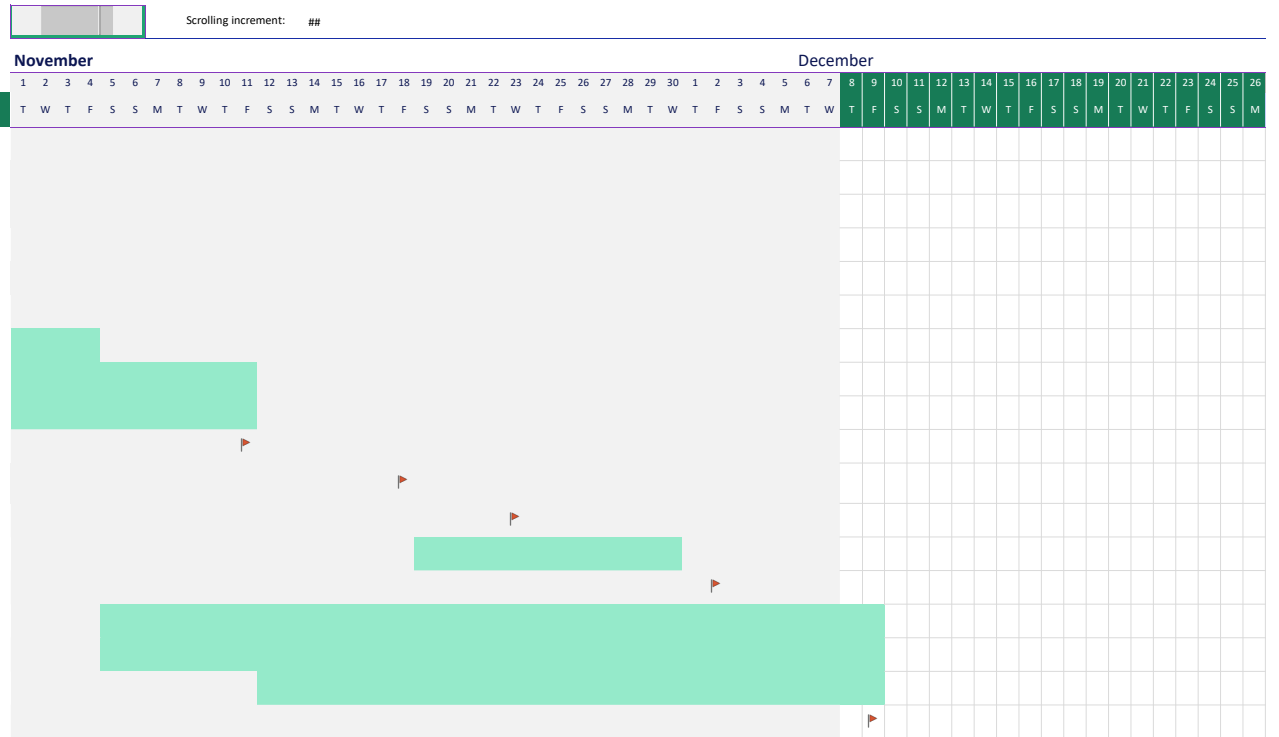 Scrolling increment: ##
November December
1 2 3 4 5 6 7 8 9 10 11 12 13 14 15 16 17 18 19 20 21 22 23 24 25 26 27 28 29 30 1 2 3 4 5 6 7 8 9 10 11 12 13 14 15 16 17 18 19 20 21 22 23 24 25 26
T W T F S S M T W T F S S M T W T F S S M T W T F S S M T W T F S S M T W T F S S M T W T F S S M T W T F S S M